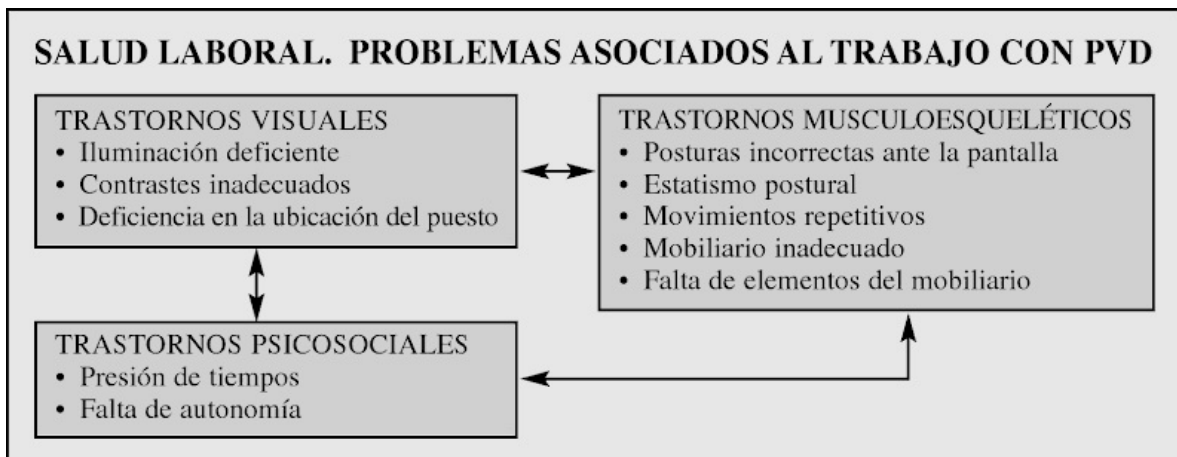 SALUD LABORAL. PROBLEMAS ASOCIADOS AL TRABAJO CON PVD
TRASTORNOS VISUALES
• Iluminación deficiente
• Contrastes inadecuados
• Deficiencia en la ubicación del puesto
TRASTORNOS MUSCULOESQUELÉTICOS
• Posturas incorrectas ante la pantalla
• Estatismo postural
• Movimientos repetitivos
• Mobiliario inadecuado
• Falta de elementos del mobiliario
TRASTORNOS PSICOSOCIALES
• Presión de tiempos
• Falta de autonomía